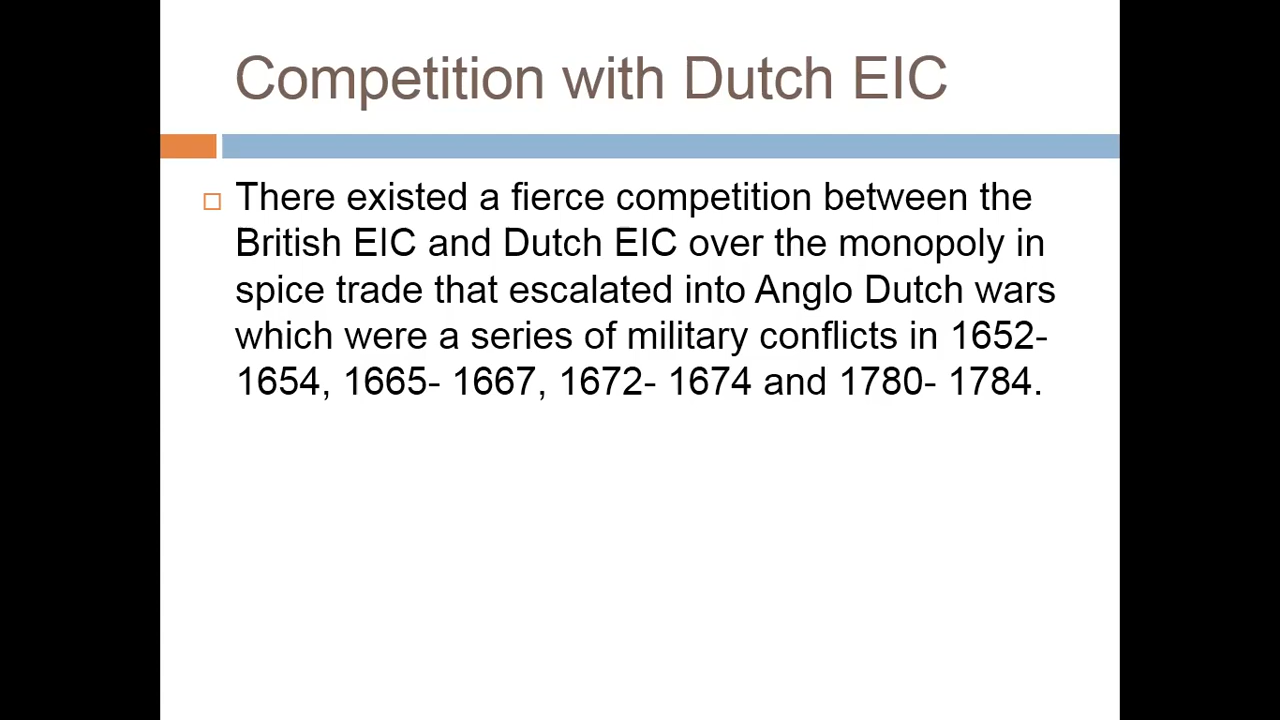 Competition with Dutch EIC
There existed a fierce competition between the
British EIC and Dutch EIC over the monopoly in
spice trade that escalated into Anglo Dutch wars
which were a series of military conflicts in 1652-
1654, 1665- 1667, 1672- 1674 and 1780- 1784.